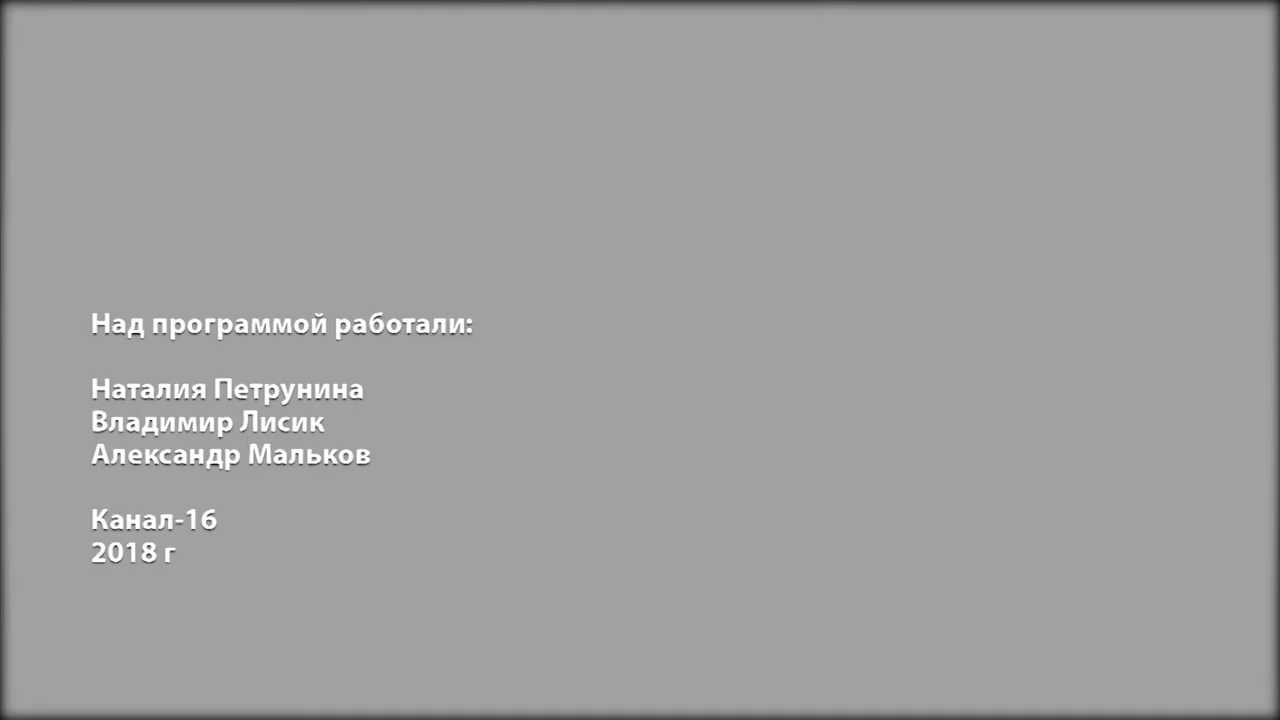 Над программой работали:
Наталия Петрунина
Владимир Лисик
Александр Мальков
Канал-16
2018 г